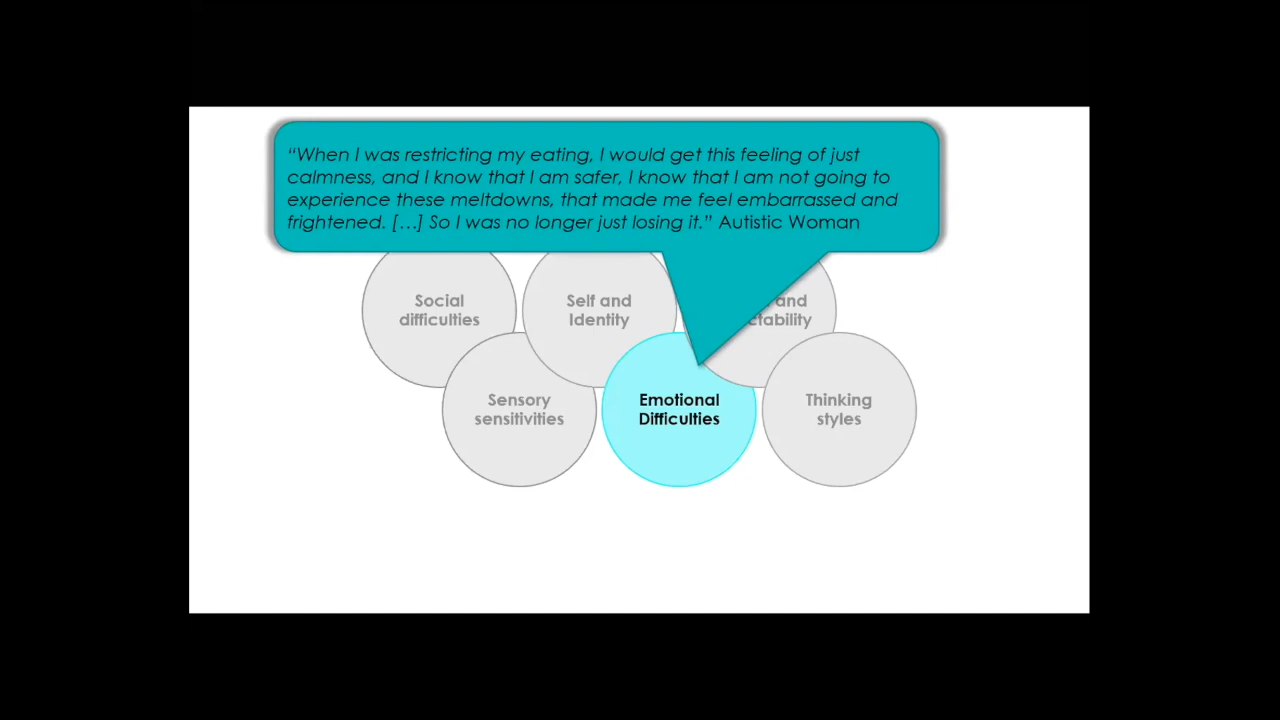 “When I was restricting my eating, I would get this feeling of just
calmness, and I know that I am safer, I know that I am not going to
experience these meltdowns, that made me feel embarrassed and
frightened. […] So I was no longer just losing it.” Autistic Woman
Social
difficulties
Self and
Identity
and
Sensory
sensitivities
Emotional
Difficulties
Thinking
styles